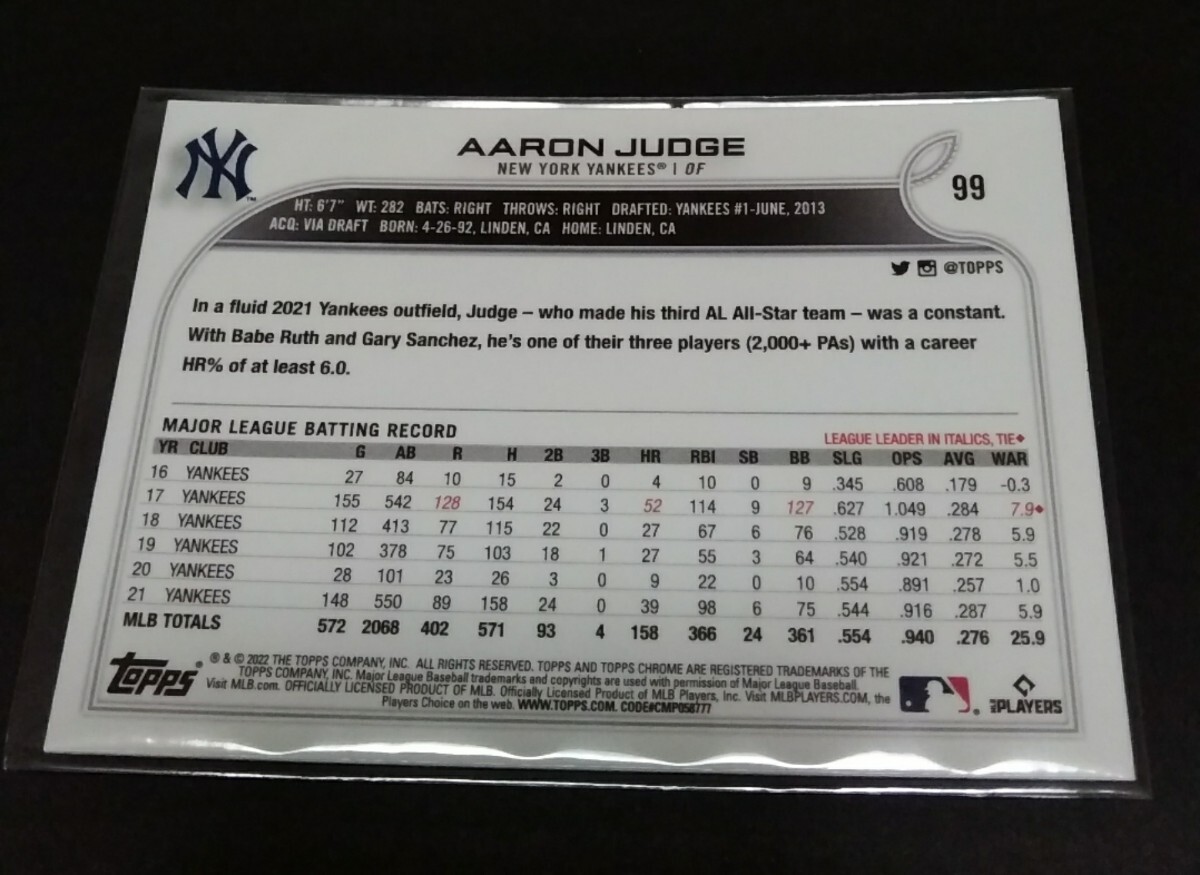 NY
™
AARON JUDGE
NEW YORK YANKEES® | OF
99
HT: 6'7" WT: 282 BATS: RIGHT THROWS: RIGHT DRAFTED: YANKEES #1-JUNE, 2013
ACQ: VIA DRAFT BORN: 4-26-92, LINDEN, CA HOME: LINDEN, CA
@TOPPS
In a fluid 2021 Yankees outfield, Judge – who made his third AL All-Star team – was a constant.
With Babe Ruth and Gary Sanchez, he's one of their three players (2,000+ PAs) with a career
HR% of at least 6.0.
MAJOR LEAGUE BATTING RECORD
LEAGUE LEADER IN ITALICS, TIE◆
YR CLUB G AB R H 2B 3B HR RBI SB BB SLG OPS AVG WAR
16 YANKEES 27 84 10 15 2 0 4 10 0 9 .345 .608 .179 -0.3
17 YANKEES 155 542 128 154 24 3 52 114 9 127 .627 1.049 .284 7.9◆
18 YANKEES 112 413 77 115 22 0 27 67 6 76 .528 .919 .278 5.9
19 YANKEES 102 378 75 103 18 1 27 55 3 64 .540 .921 .272 5.5
20 YANKEES 28 101 23 26 3 0 9 22 0 10 .554 .891 .257 1.0
21 YANKEES 148 550 89 158 24 0 39 98 6 75 .544 .916 .287 5.9
MLB TOTALS 572 2068 402 571 93 4 158 366 24 361 .554 .940 .276 25.9
Topps®
® & © 2022 THE TOPPS COMPANY, INC. ALL RIGHTS RESERVED. TOPPS AND TOPPS CHROME ARE REGISTERED TRADEMARKS OF THE
TOPPS COMPANY, INC. Major League Baseball trademarks and copyrights are used with permission of Major League Baseball.
Visit MLB.com. OFFICIALLY LICENSED PRODUCT OF MLB. Officially Licensed Product of MLB Players, Inc. Visit MLBPLAYERS.COM, the
Players Choice on the web. WWW.TOPPS.COM. CODE#CMP058777
PLAYERS